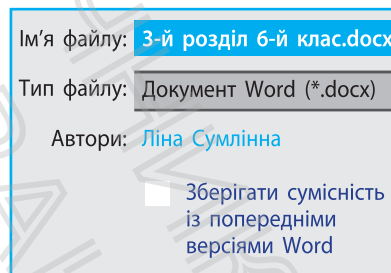 Ім’я файлу: 3-й розділ 6-й клас.docx
Тип файлу: Документ Word (*.docx)
Автори: Ліна Сумлінна
Зберігати сумісність
із попередніми
версіями Word